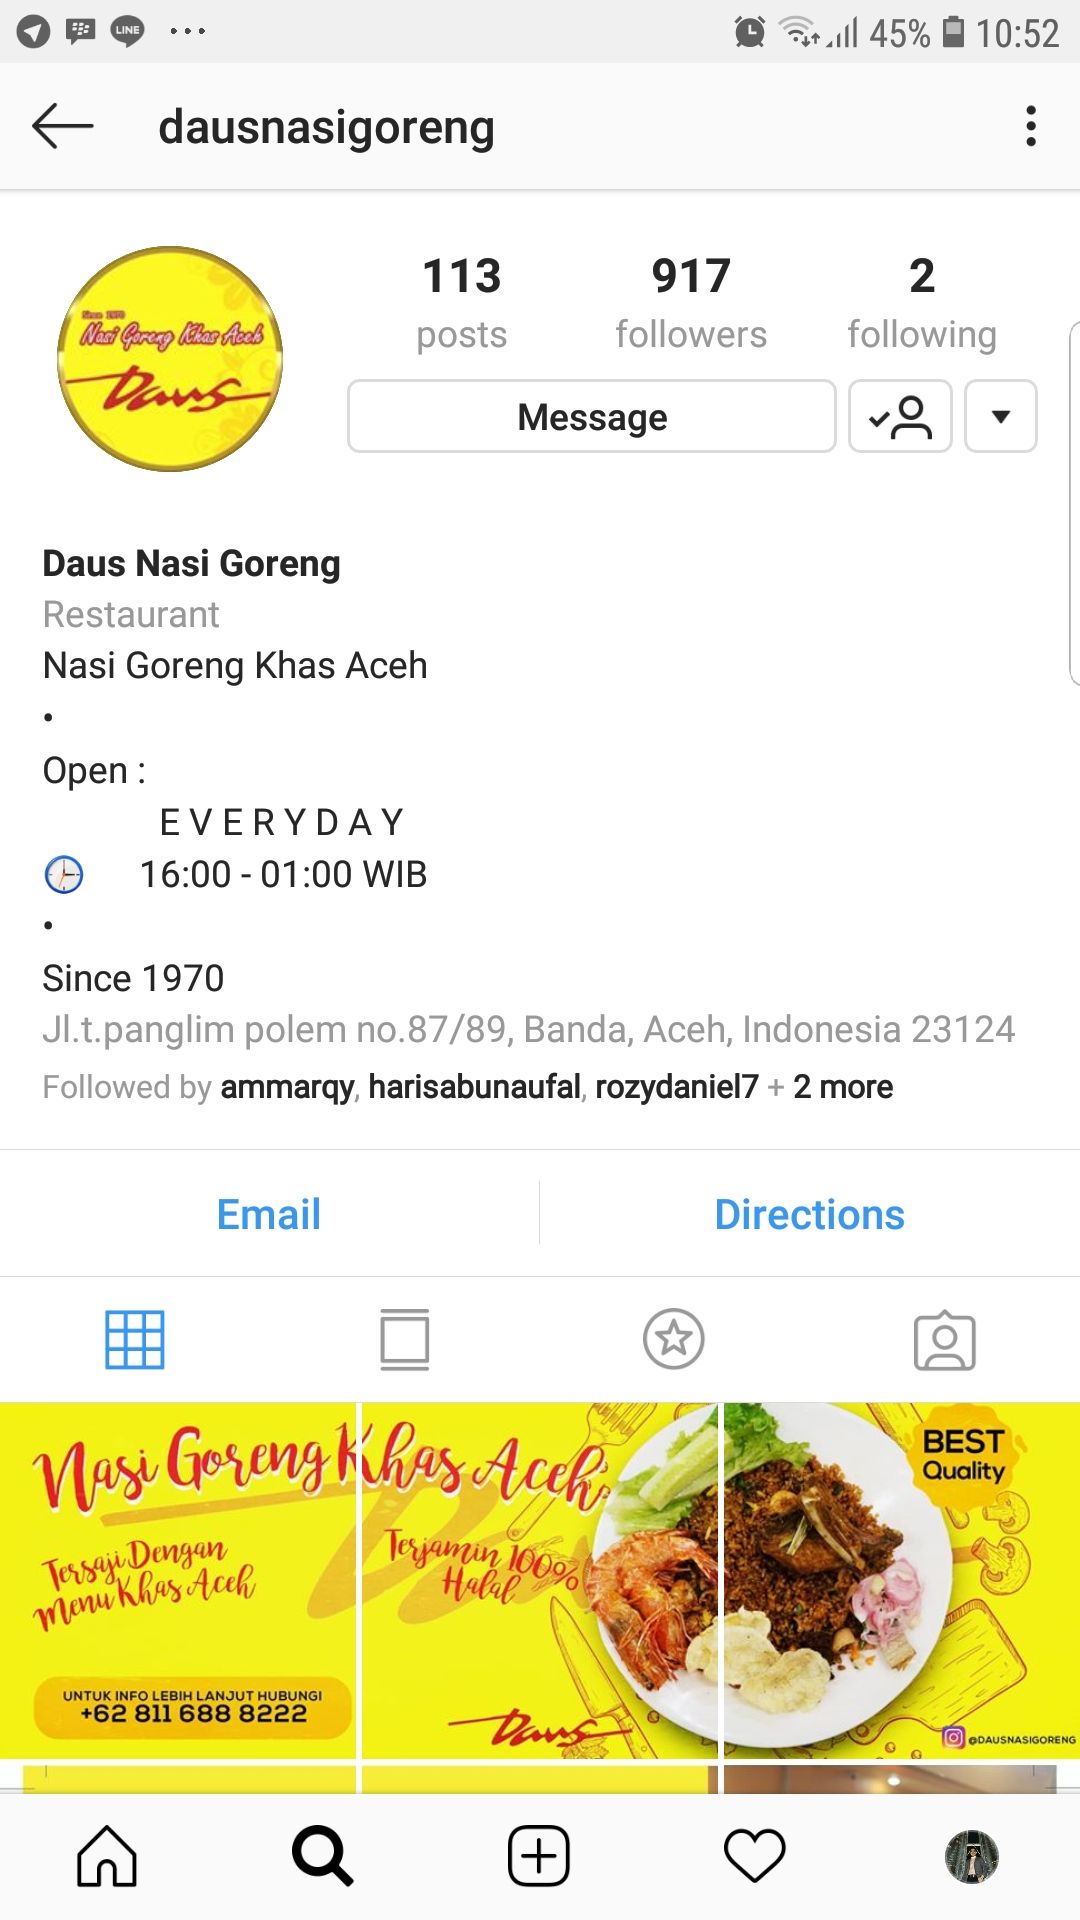 LINE
45% 10:52
dausnasigoreng
113 917 2
posts followers following
Since 1970
Nasi Goreng Khas Aceh
Daus
Message
Daus Nasi Goreng
Restaurant
Nasi Goreng Khas Aceh
•
Open :
E V E R Y D A Y
16:00 - 01:00 WIB
•
Since 1970
Jl.t.panglim polem no.87/89, Banda, Aceh, Indonesia 23124
Followed by ammarqy, harisabunaufal, rozydaniel7 + 2 more
Email Directions
Nasi Goreng Khas Aceh
Tersaji Dengan
Menu Khas Aceh
UNTUK INFO LEBIH LANJUT HUBUNGI
+62 811 688 8222
Terjamin 100%
Halal
Daus
BEST
Quality
@DAUSNASIGORENG